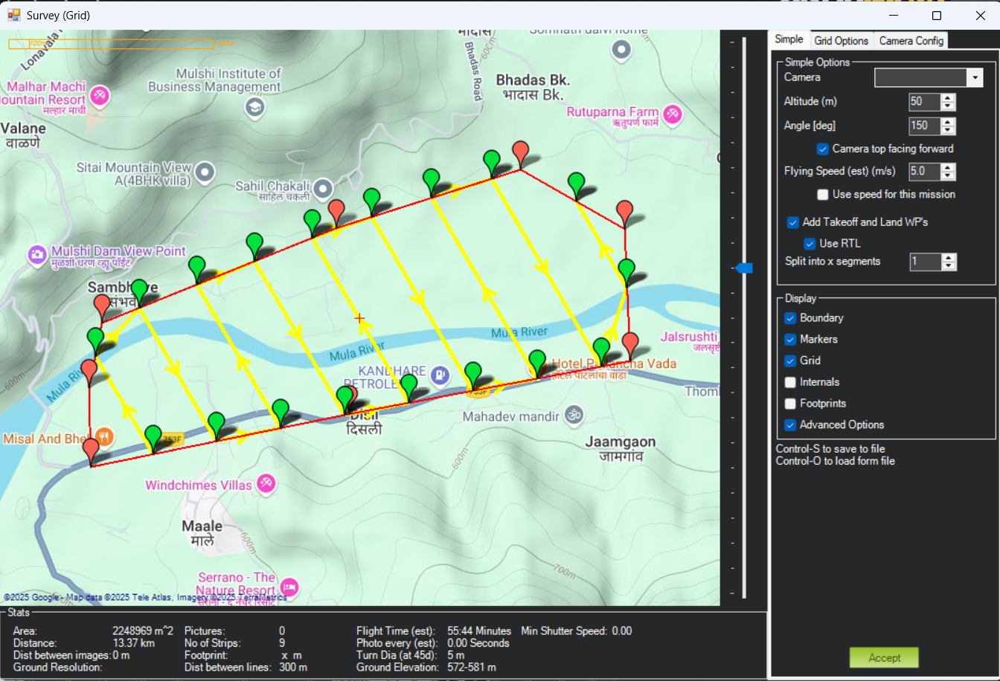 Survey (Grid)
Lonavala
100m
मादास
Somnath dalvi home
Bhadas Road
600m
Mulshi Institute of
Business Management
Bhadas Bk.
भादास Bk.
Malhar Machi
ountain Resort
मल्हार माची
Rutuparna Farm
ऋतुपर्ण फार्म
Valane
वाळणे
Sitai Mountain View
A(4BHK villa)
Sahil Chakali
साहिल चकली
Mulshi Dam View Point
मुळशी धरण व्ह्यू पॉईंट
संभवे
Mula River
Mula River
Jalsrushti
जलसृष्टी
Hotel P
ncha Vada
हॉटेल पाटलांचा वाडा
600m
KANDHARE
PETROLE
753F
Thom
Disli
दिसली
Mahadev mandir
Misal And Bhel
753F
Jaamgaon
जामगांव
600m
Windchimes Villas
Maale
माले
600m
700m
Serrano - The
Nature Resort
©2025 Google - Map data ©2025 Tele Atlas, Imagery ©2025 TerraMetrics
Simple
Grid Options
Camera Config
Simple Options
Camera
Altitude (m)
50
Angle [deg]
150
Camera top facing forward
Flying Speed (est) (m/s)
5.0
Use speed for this mission
Add Takeoff and Land WP's
Use RTL
Split into x segments
1
Display
Boundary
Markers
Grid
Internals
Footprints
Advanced Options
Control-S to save to file
Control-O to load form file
Accept
Stats
Area: 2248969 m^2 Pictures: 0 Flight Time (est): 55:44 Minutes Min Shutter Speed: 0.00
Distance: 13.37 km No of Strips: 9 Photo every (est): 0.00 Seconds
Dist between images: 0 m Footprint: x m Turn Dia (at 45d): 5 m
Ground Resolution: Dist between lines: 300 m Ground Elevation: 572-581 m